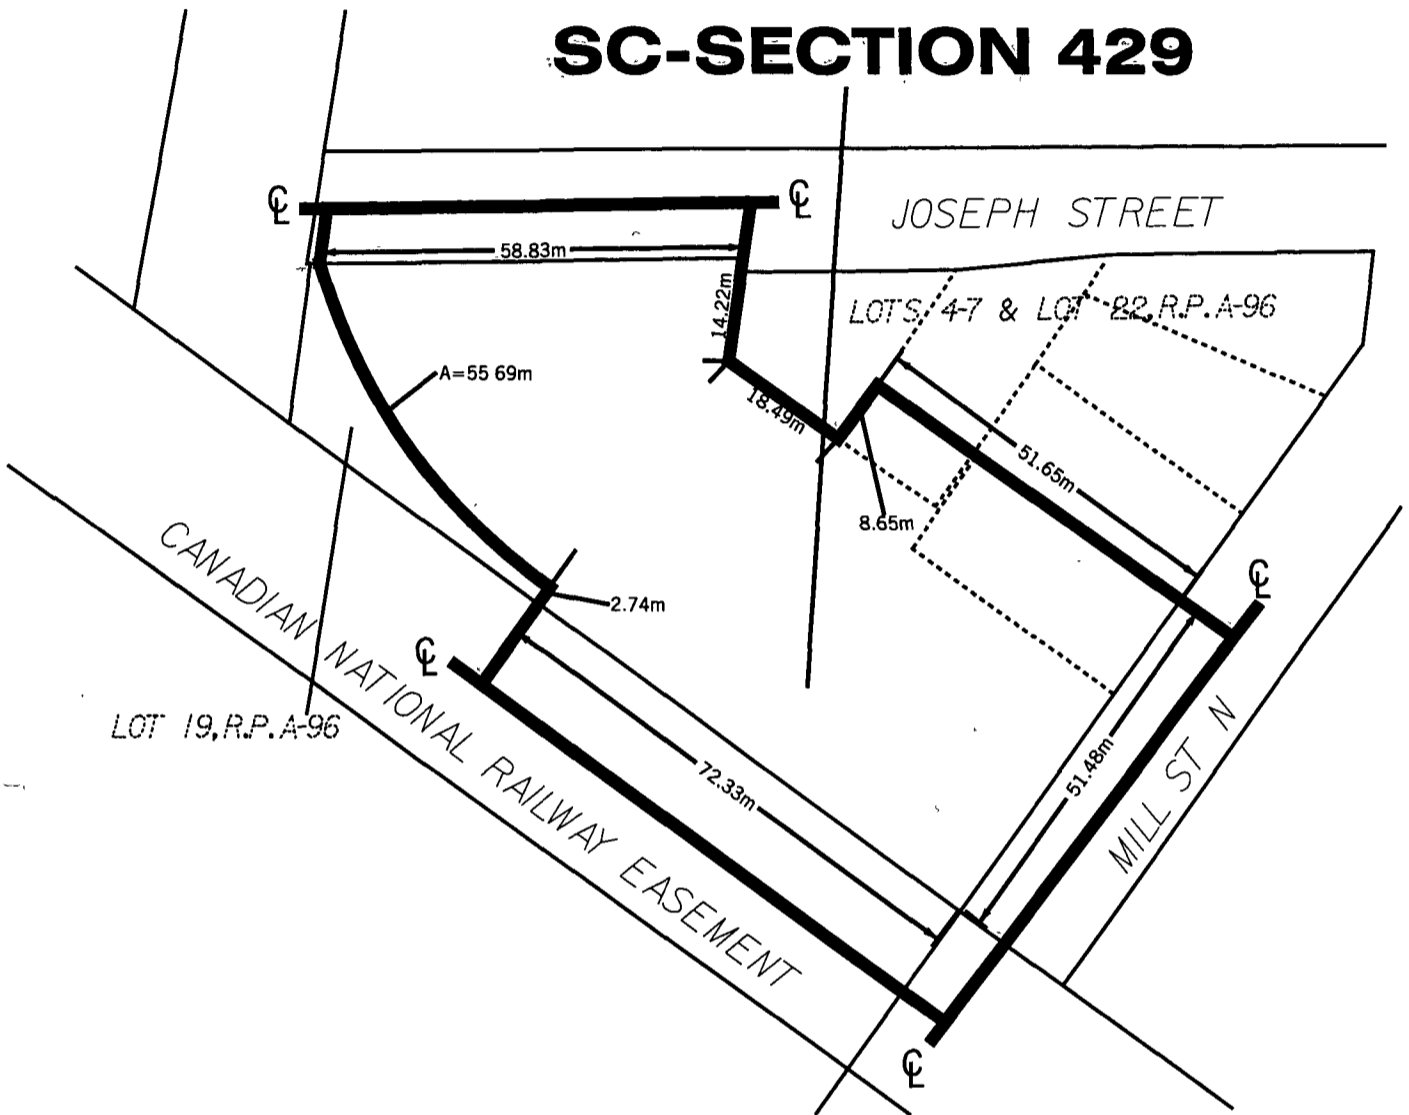 SC-SECTION 429
℄
℄
JOSEPH STREET
58.83m
14.22m
LOTS 4-7 & LOT 22, R.P. A-96
A=55 69m
18.49m
51.65m
8.65m
℄
2.74m
CANADIAN NATIONAL RAILWAY EASEMENT
℄
LOT 19, R.P. A-96
72.33m
51.48m
MILL ST N
℄